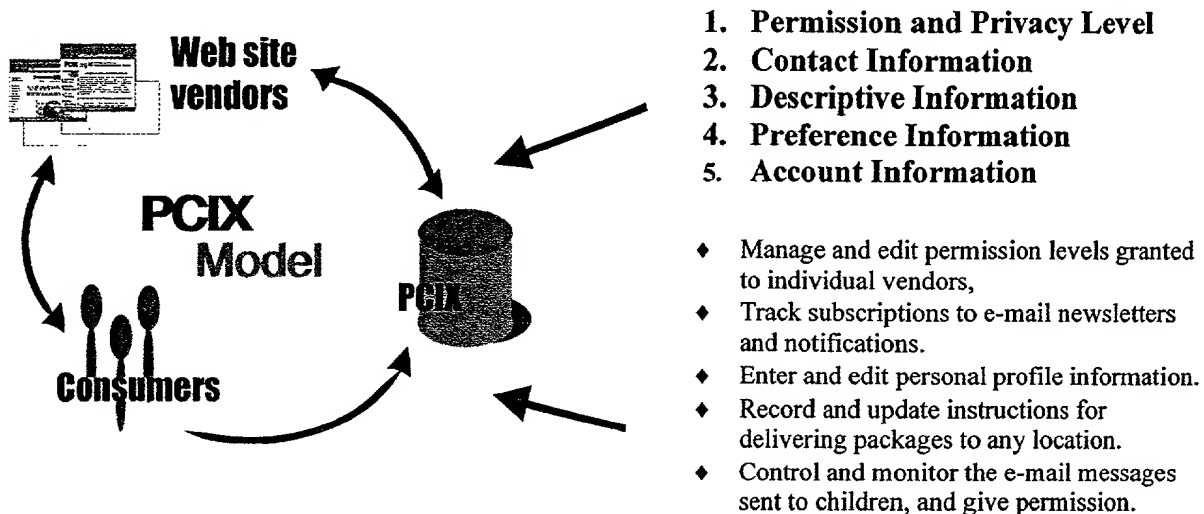 Web site
vendors
PCIX
Model
PCIX
Consumers
1. Permission and Privacy Level
2. Contact Information
3. Descriptive Information
4. Preference Information
5. Account Information
♦ Manage and edit permission levels granted
to individual vendors,
♦ Track subscriptions to e-mail newsletters
and notifications.
♦ Enter and edit personal profile information.
♦ Record and update instructions for
delivering packages to any location.
♦ Control and monitor the e-mail messages
sent to children, and give permission.